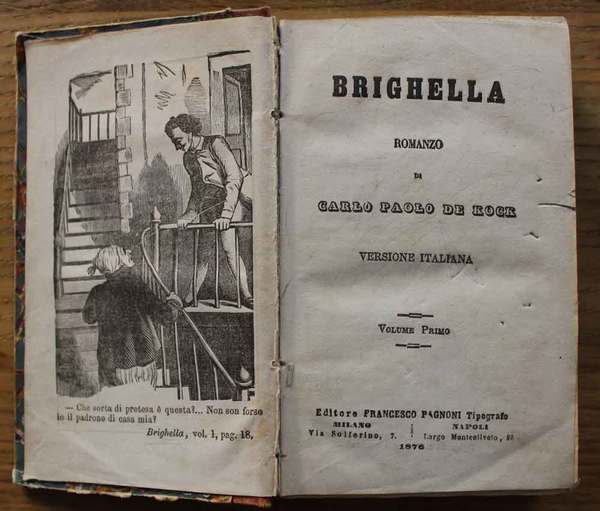 — Che sorta di pretesa è questa?... Non son forse
io il padrone di casa mia?
Brighella, vol. 1, pag. 18.
BRIGHELLA
ROMANZO
DI
CARLO PAOLO DE KOCK
VERSIONE ITALIANA
VOLUME PRIMO
Editore FRANCESCO PAGNONI Tipografo
MILANO NAPOLI
Via Solferino, 7. Largo Monteoliveto,
1876